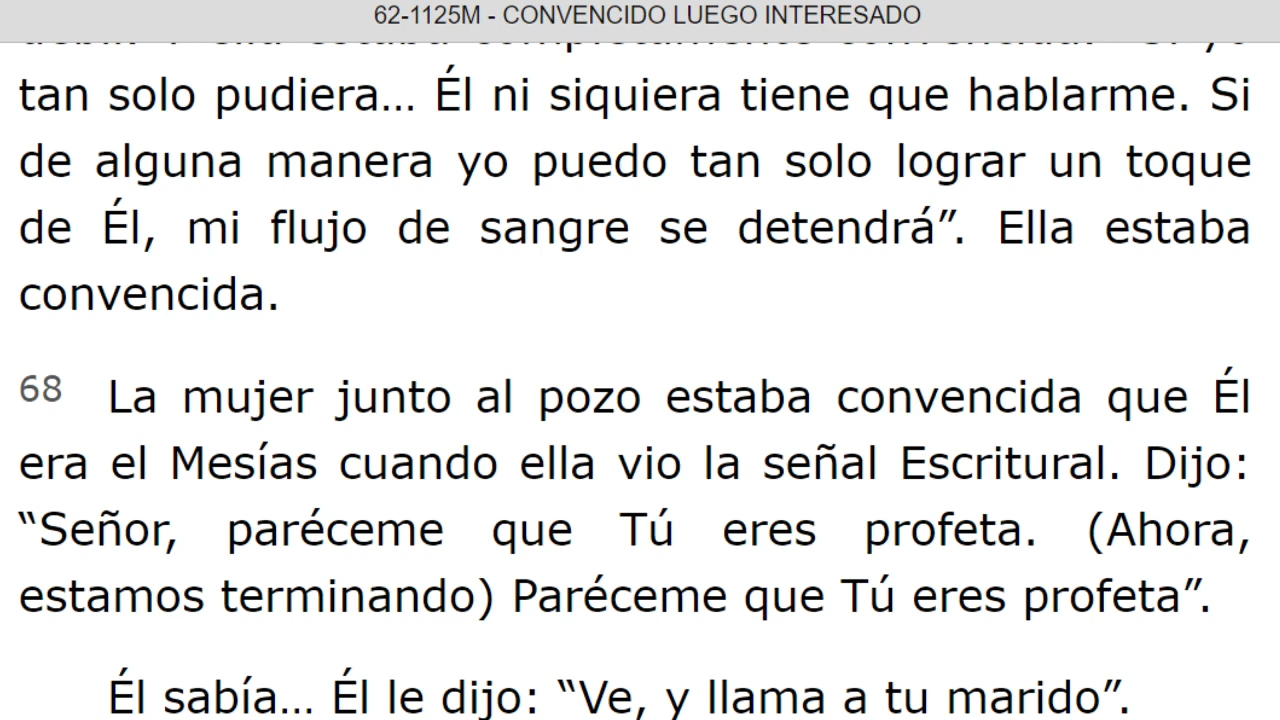 62-1125M - CONVENCIDO LUEGO INTERESADO
tan solo pudiera... Él ni siquiera tiene que hablarme. Si
de alguna manera yo puedo tan solo lograr un toque
de Él, mi flujo de sangre se detendrá”. Ella estaba
convencida.
68 La mujer junto al pozo estaba convencida que Él
era el Mesías cuando ella vio la señal Escritural. Dijo:
“Señor, paréceme que Tú eres profeta. (Ahora,
estamos terminando) Paréceme que Tú eres profeta”.
Él sabía... Él le dijo: “Ve, y llama a tu marido”.